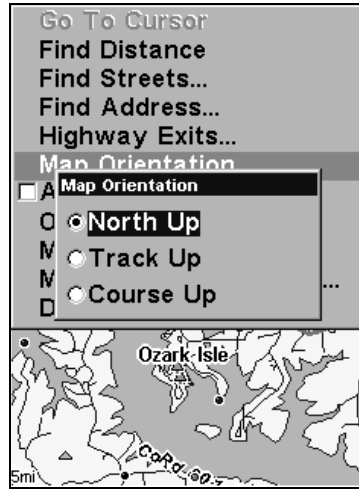 Go To Cursor
Find Distance
Find Streets...
Find Address...
Highway Exits...
Map Orientation
A
Map Orientation
O
North Up
M
Track Up
M
...
Course Up
D
Ozark Isle
CoRd
5mi